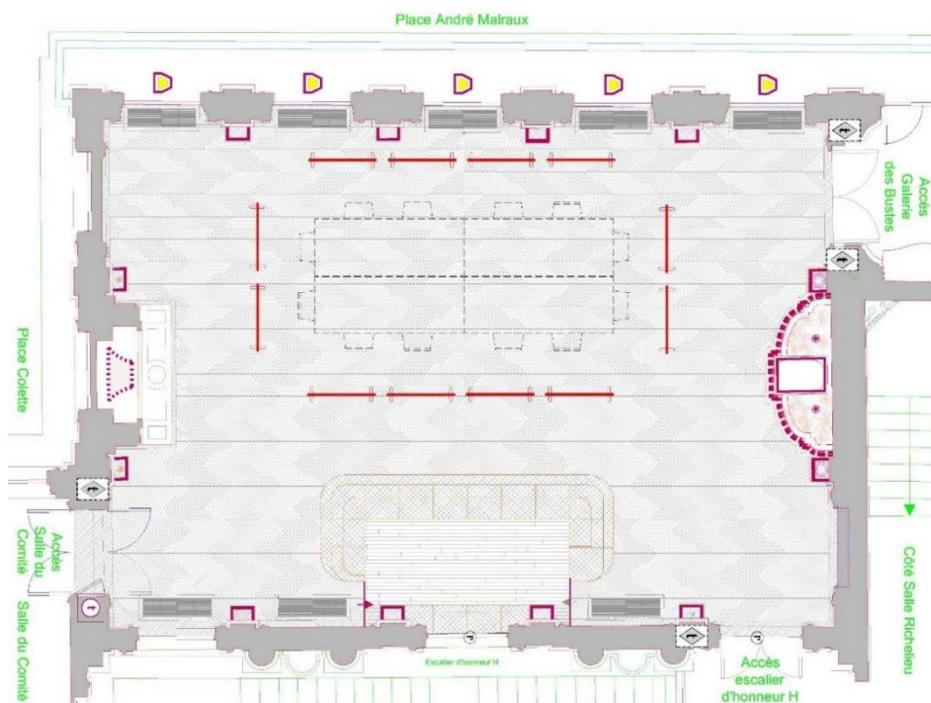 Place André Malraux
Accès
Galerie
des Bustes
Place Colette
Accès
Salle du
Comité
Salle du Comité
Côté Salle Richelieu
Escalier d'honneur H
Accès
escalier
d'honneur H
t
t
t
t
t